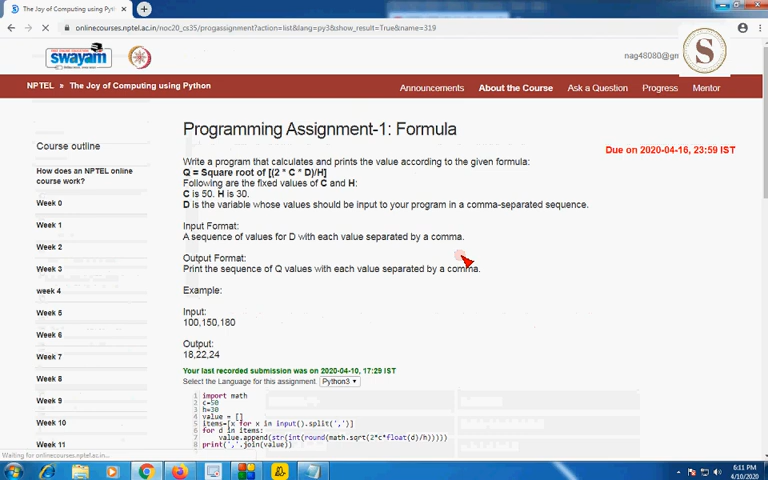 The Joy of Computing using Pyth
onlinecourses.nptel.ac.in/noc20_cs35/progassignment?action=list&lang=py3&show_result=True&name=319
swayam
nag48080@gm
S
NPTEL » The Joy of Computing using Python
Announcements About the Course Ask a Question Progress Mentor
Programming Assignment-1: Formula
Due on 2020-04-16, 23:59 IST
Course outline
How does an NPTEL online
course work?
Week 0
Week 1
Week 2
Week 3
week 4
Week 5
Week 6
Week 7
Week 8
Week 9
Week 10
Week 11
Write a program that calculates and prints the value according to the given formula:
Q = Square root of [(2 * C * D)/H]
Following are the fixed values of C and H:
C is 50. H is 30.
D is the variable whose values should be input to your program in a comma-separated sequence.
Input Format:
A sequence of values for D with each value separated by a comma.
Output Format:
Print the sequence of Q values with each value separated by a comma.
Example:
Input:
100,150,180
Output:
18,22,24
Your last recorded submission was on 2020-04-10, 17:29 IST
Select the Language for this assignment. Python3
1 import math
2 c=50
3 h=30
4 value = []
5 items=[x for x in input().split(',')]
6 for d in items:
7 value.append(str(int(round(math.sqrt(2*c*float(d)/h)))))
8 print(','.join(value))
Waiting for onlinecourses.nptel.ac.in...
6:11 PM
4/10/2020